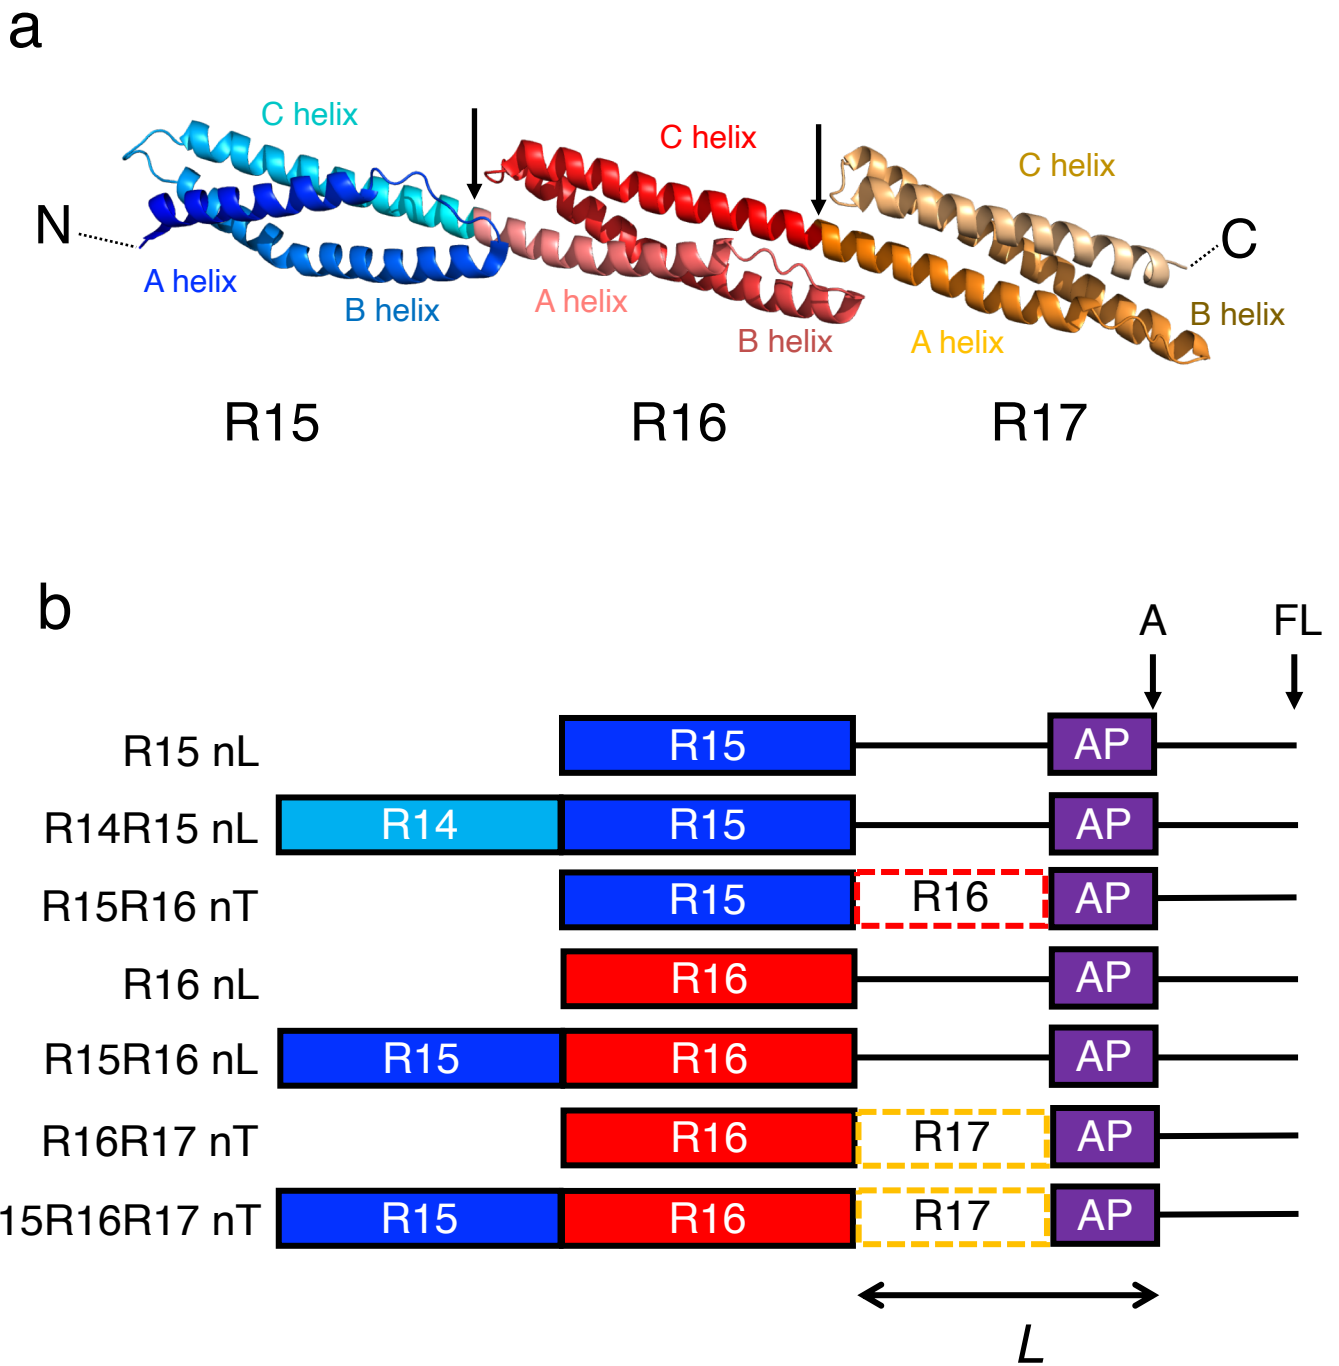 a
C helix
C helix
C helix
N
C
A helix
B helix
A helix
B helix
A helix
B helix
R15
R16
R17
b
A
FL
R15 nL
R15
AP
R14R15 nL
R14
R15
AP
R15R16 nT
R15
R16
AP
R16 nL
R16
AP
R15R16 nL
R15
R16
AP
R16R17 nT
R16
R17
AP
15R16R17 nT
R15
R16
R17
AP
L